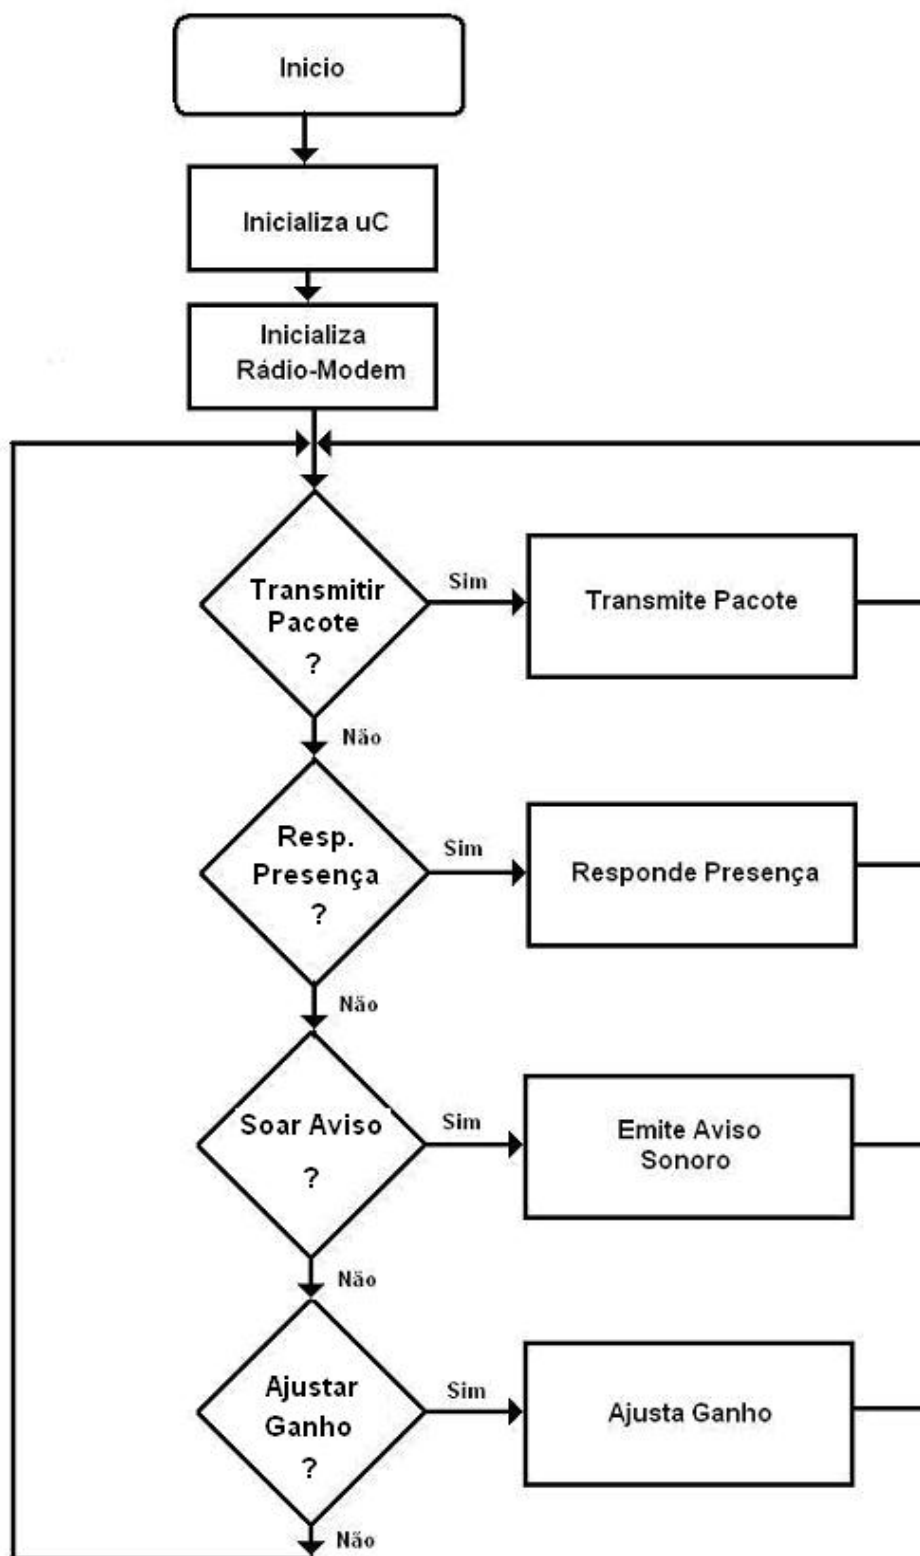 Inicio
Inicializa uC
Inicializa
Rádio-Modem
Transmitir
Pacote
?
Sim
Transmite Pacote
Não
Resp.
Presença
?
Sim
Responde Presença
Não
Soar Aviso
?
Sim
Emite Aviso
Sonoro
Não
Ajustar
Ganho
?
Sim
Ajusta Ganho
Não